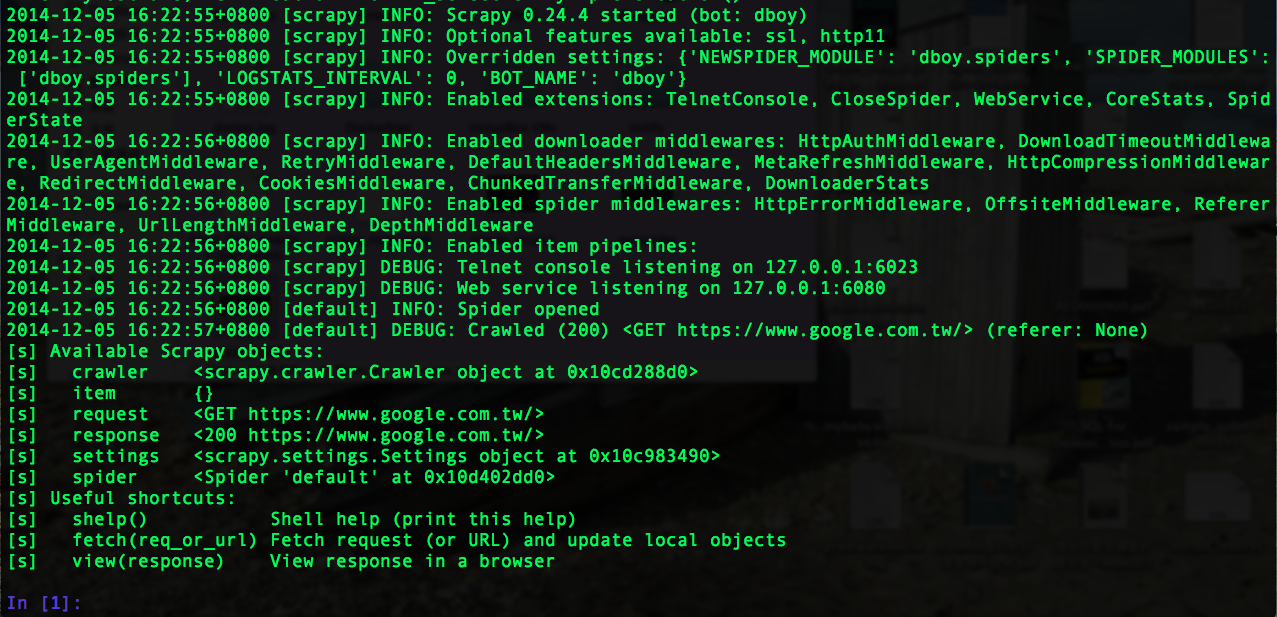 2014-12-05 16:22:55+0800 [scrapy] INFO: Scrapy 0.24.4 started (bot: dboy)
2014-12-05 16:22:55+0800 [scrapy] INFO: Optional features available: ssl, http11
2014-12-05 16:22:55+0800 [scrapy] INFO: Overridden settings: {'NEWSPIDER_MODULE': 'dboy.spiders', 'SPIDER_MODULES':
['dboy.spiders'], 'LOGSTATS_INTERVAL': 0, 'BOT_NAME': 'dboy'}
2014-12-05 16:22:55+0800 [scrapy] INFO: Enabled extensions: TelnetConsole, CloseSpider, WebService, CoreStats, Spid
erState
2014-12-05 16:22:55+0800 [scrapy] INFO: Enabled downloader middlewares: HttpAuthMiddleware, DownloadTimeoutMiddlewa
re, UserAgentMiddleware, RetryMiddleware, DefaultHeadersMiddleware, MetaRefreshMiddleware, HttpCompressionMiddlewar
e, RedirectMiddleware, CookiesMiddleware, ChunkedTransferMiddleware, DownloaderStats
2014-12-05 16:22:56+0800 [scrapy] INFO: Enabled spider middlewares: HttpErrorMiddleware, OffsiteMiddleware, Referer
Middleware, UrlLengthMiddleware, DepthMiddleware
2014-12-05 16:22:56+0800 [scrapy] INFO: Enabled item pipelines:
2014-12-05 16:22:56+0800 [scrapy] DEBUG: Telnet console listening on 127.0.0.1:6023
2014-12-05 16:22:56+0800 [scrapy] DEBUG: Web service listening on 127.0.0.1:6080
2014-12-05 16:22:56+0800 [default] INFO: Spider opened
2014-12-05 16:22:57+0800 [default] DEBUG: Crawled (200) <GET https://www.google.com.tw/> (referer: None)
[s] Available Scrapy objects:
[s]   crawler    <scrapy.crawler.Crawler object at 0x10cd288d0>
[s]   item       {}
[s]   request    <GET https://www.google.com.tw/>
[s]   response   <200 https://www.google.com.tw/>
[s]   settings   <scrapy.settings.Settings object at 0x10c983490>
[s]   spider     <Spider 'default' at 0x10d402dd0>
[s] Useful shortcuts:
[s]   shelp()           Shell help (print this help)
[s]   fetch(req_or_url) Fetch request (or URL) and update local objects
[s]   view(response)    View response in a browser
In [1]: